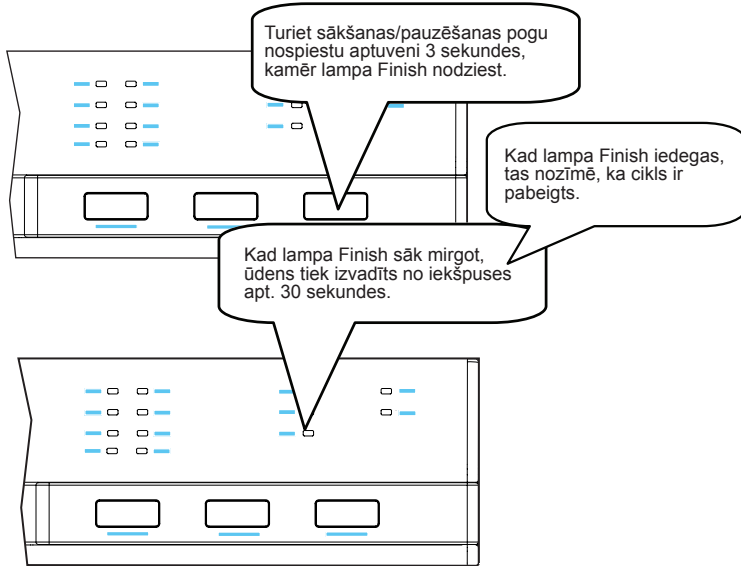 Turiet sākšanas/pauzēšanas pogu
nospiestu aptuveni 3 sekundes,
kamēr lampa Finish nodziest.
Kad lampa Finish iedegas,
tas nozīmē, ka cikls ir
pabeigts.
Kad lampa Finish sāk mirgot,
ūdens tiek izvadīts no iekšpuses
apt. 30 sekundes.